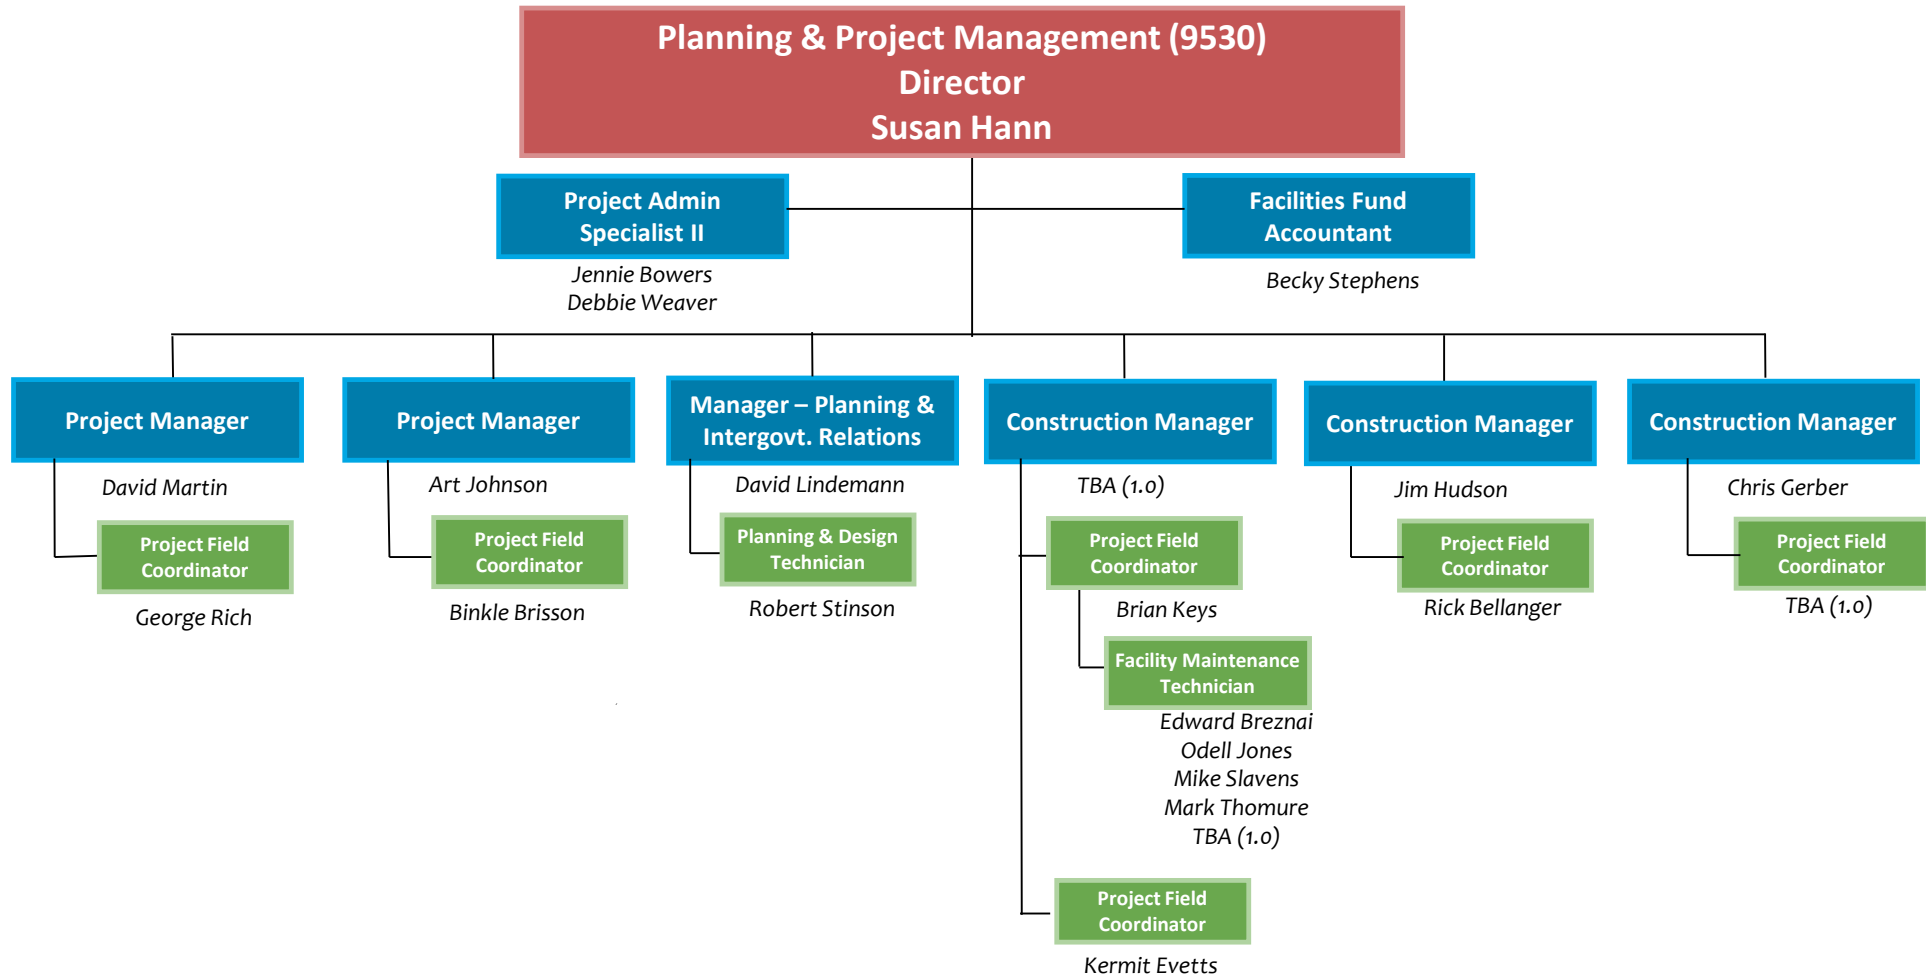 Planning & Project Management (9530)
Director
Susan Hann
Project Admin
Specialist II
Jennie Bowers
Debbie Weaver
Facilities Fund
Accountant
Becky Stephens
Project Manager
David Martin
Project Field
Coordinator
George Rich
Project Manager
Art Johnson
Project Field
Coordinator
Binkle Brisson
Manager – Planning &
Intergovt. Relations
David Lindemann
Planning & Design
Technician
Robert Stinson
Construction Manager
TBA (1.0)
Project Field
Coordinator
Brian Keys
Facility Maintenance
Technician
Edward Breznai
Odell Jones
Mike Slavens
Mark Thomure
TBA (1.0)
Project Field
Coordinator
Kermit Evetts
Construction Manager
Jim Hudson
Project Field
Coordinator
Rick Bellanger
Construction Manager
Chris Gerber
Project Field
Coordinator
TBA (1.0)